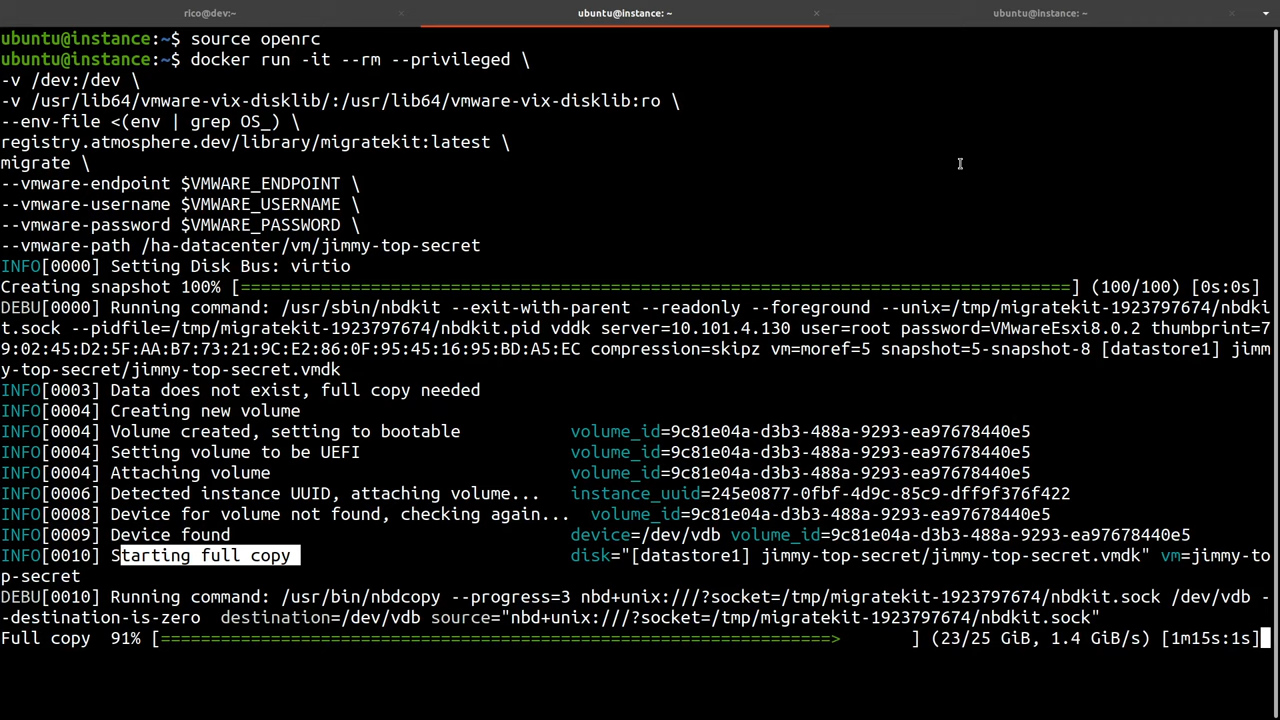 rico@dev:~ × ubuntu@instance: ~ × ubuntu@instance: ~ ×
ubuntu@instance:~$ source openrc
ubuntu@instance:~$ docker run -it --rm --privileged \
-v /dev:/dev \
-v /usr/lib64/vmware-vix-disklib/:/usr/lib64/vmware-vix-disklib:ro \
--env-file <(env | grep OS_) \
registry.atmosphere.dev/library/migratekit:latest \
migrate \
--vmware-endpoint $VMWARE_ENDPOINT \
--vmware-username $VMWARE_USERNAME \
--vmware-password $VMWARE_PASSWORD \
--vmware-path /ha-datacenter/vm/jimmy-top-secret
INFO[0000] Setting Disk Bus: virtio
Creating snapshot 100% [===================================================================================] (100/100) [0s:0s]
DEBU[0000] Running command: /usr/sbin/nbdkit --exit-with-parent --readonly --foreground --unix=/tmp/migratekit-1923797674/nbdki
t.sock --pidfile=/tmp/migratekit-1923797674/nbdkit.pid vddk server=10.101.4.130 user=root password=VMwareEsxi8.0.2 thumbprint=7
9:02:45:D2:5F:AA:B7:73:21:9C:E2:86:0F:95:45:16:95:BD:A5:EC compression=skipz vm=moref=5 snapshot=5-snapshot-8 [datastore1] jimm
y-top-secret/jimmy-top-secret.vmdk
INFO[0003] Data does not exist, full copy needed
INFO[0004] Creating new volume
INFO[0004] Volume created, setting to bootable volume_id=9c81e04a-d3b3-488a-9293-ea97678440e5
INFO[0004] Setting volume to be UEFI volume_id=9c81e04a-d3b3-488a-9293-ea97678440e5
INFO[0004] Attaching volume volume_id=9c81e04a-d3b3-488a-9293-ea97678440e5
INFO[0006] Detected instance UUID, attaching volume... instance_uuid=245e0877-0fbf-4d9c-85c9-dff9f376f422
INFO[0008] Device for volume not found, checking again... volume_id=9c81e04a-d3b3-488a-9293-ea97678440e5
INFO[0009] Device found device=/dev/vdb volume_id=9c81e04a-d3b3-488a-9293-ea97678440e5
INFO[0010] Starting full copy disk="[datastore1] jimmy-top-secret/jimmy-top-secret.vmdk" vm=jimmy-to
p-secret
DEBU[0010] Running command: /usr/bin/nbdcopy --progress=3 nbd+unix:///?socket=/tmp/migratekit-1923797674/nbdkit.sock /dev/vdb -
-destination-is-zero destination=/dev/vdb source="nbd+unix:///?socket=/tmp/migratekit-1923797674/nbdkit.sock"
Full copy 91% [===================================================================> ] (23/25 GiB, 1.4 GiB/s) [1m15s:1s]